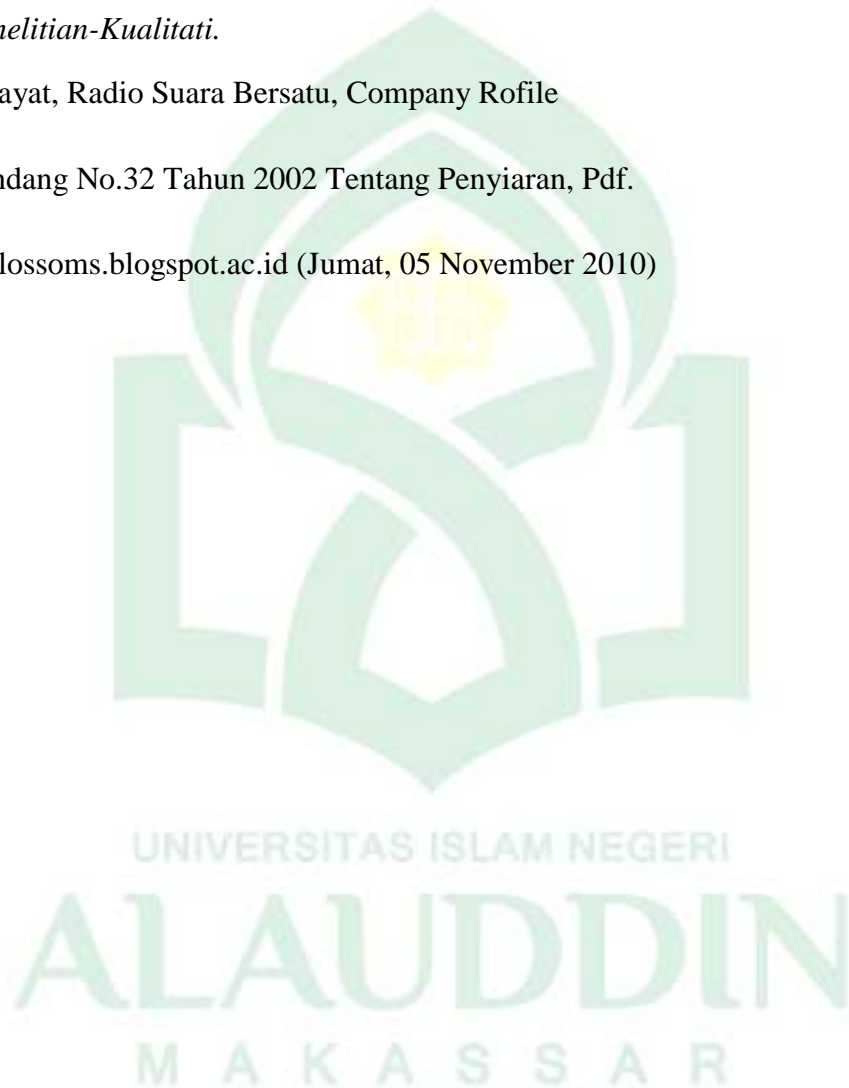 nelitian-Kualitati.
ayat, Radio Suara Bersatu, Company Rofile
ndang No.32 Tahun 2002 Tentang Penyiaran, Pdf.
lossoms.blogspot.ac.id (Jumat, 05 November 2010)
UNIVERSITAS ISLAM NEGERI
ALAUDDIN
MAKASSAR